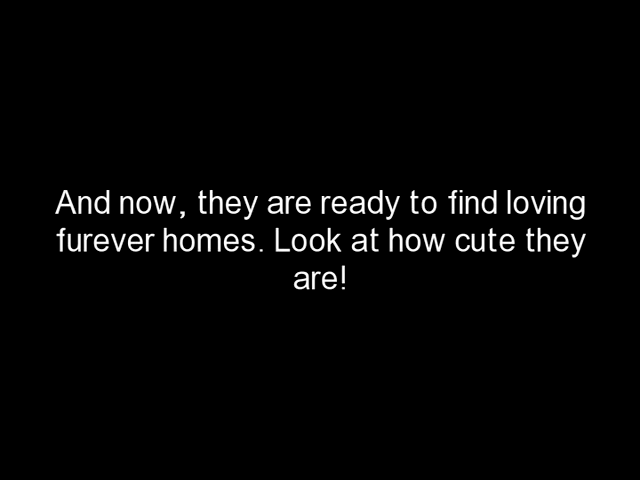 And now, they are ready to find loving
furever homes. Look at how cute they
are!